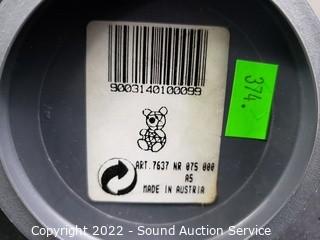 9003140100099
374.
ART.7637 NR 075 000
A5
MADE IN AUSTRIA
Copyright 2022 - Sound Auction Service